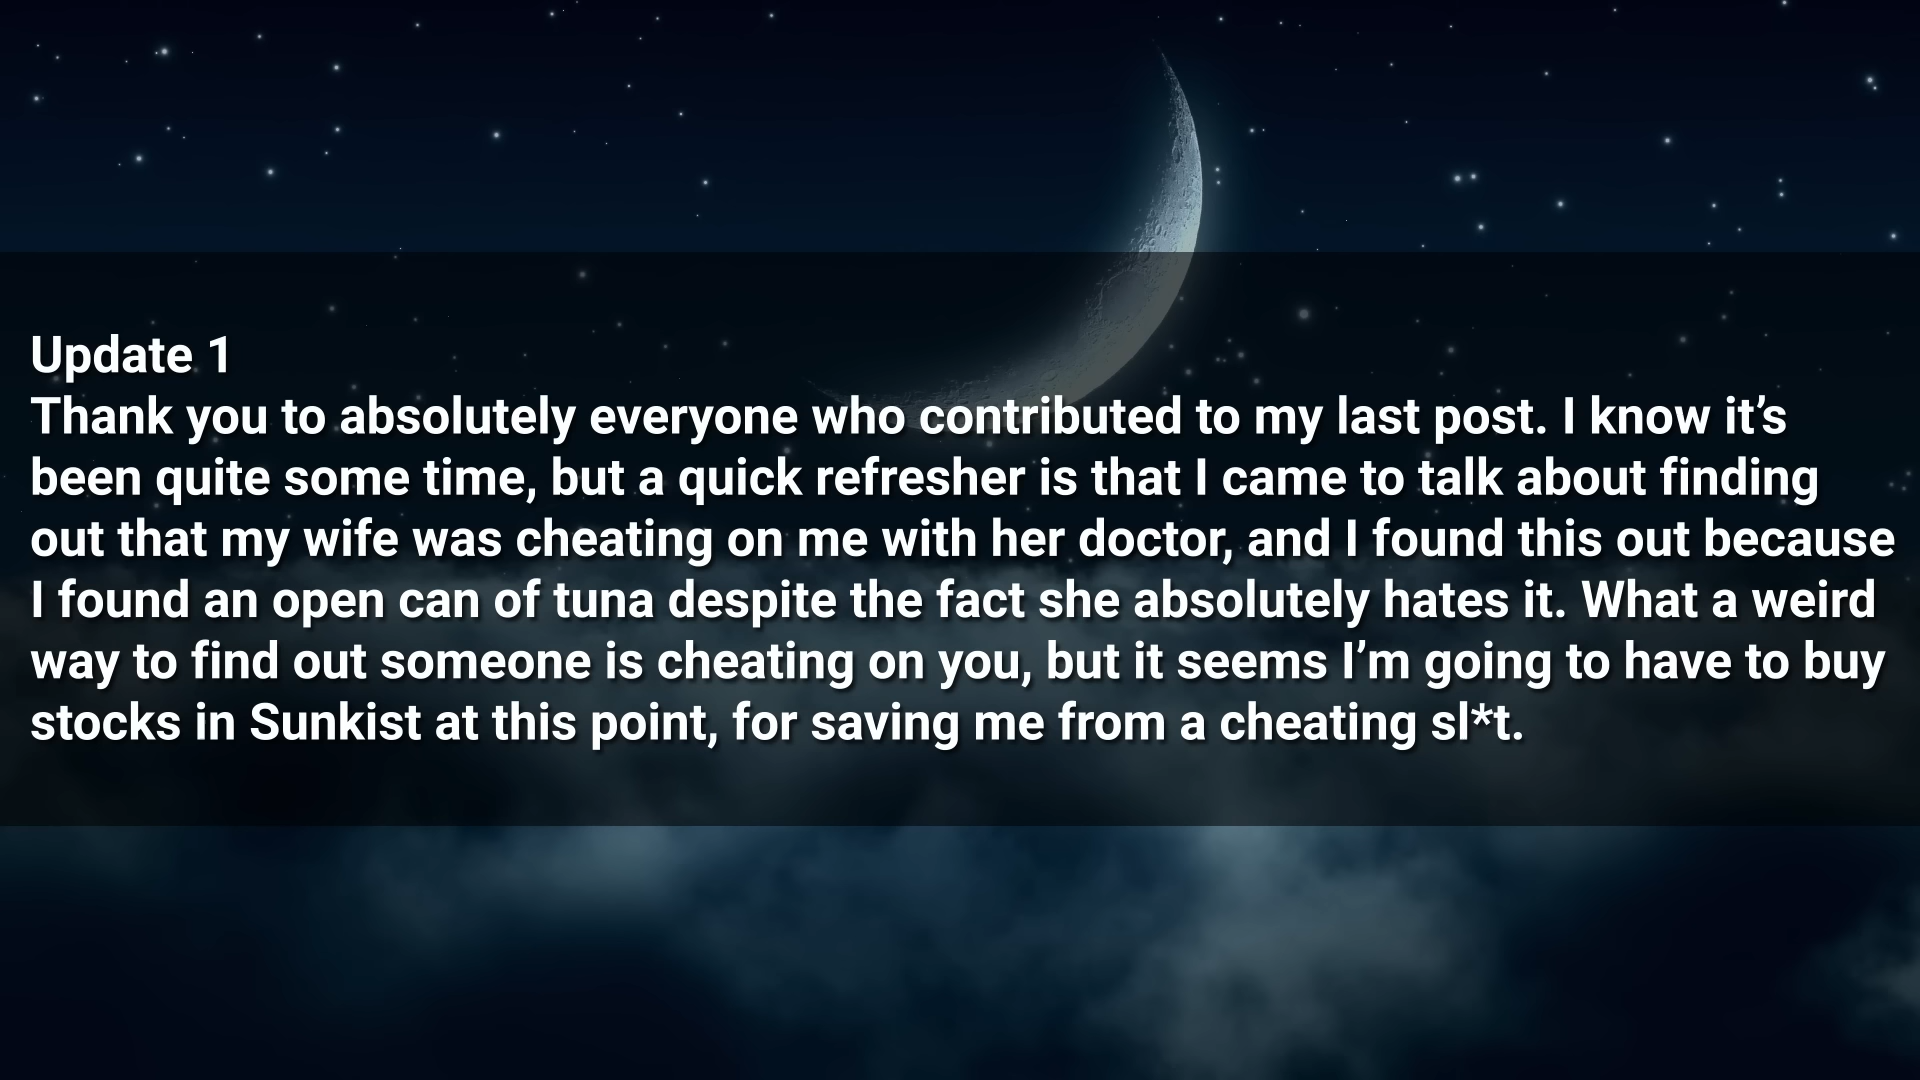 Update 1
Thank you to absolutely everyone who contributed to my last post. I know it’s
been quite some time, but a quick refresher is that I came to talk about finding
out that my wife was cheating on me with her doctor, and I found this out because
I found an open can of tuna despite the fact she absolutely hates it. What a weird
way to find out someone is cheating on you, but it seems I’m going to have to buy
stocks in Sunkist at this point, for saving me from a cheating sl*t.